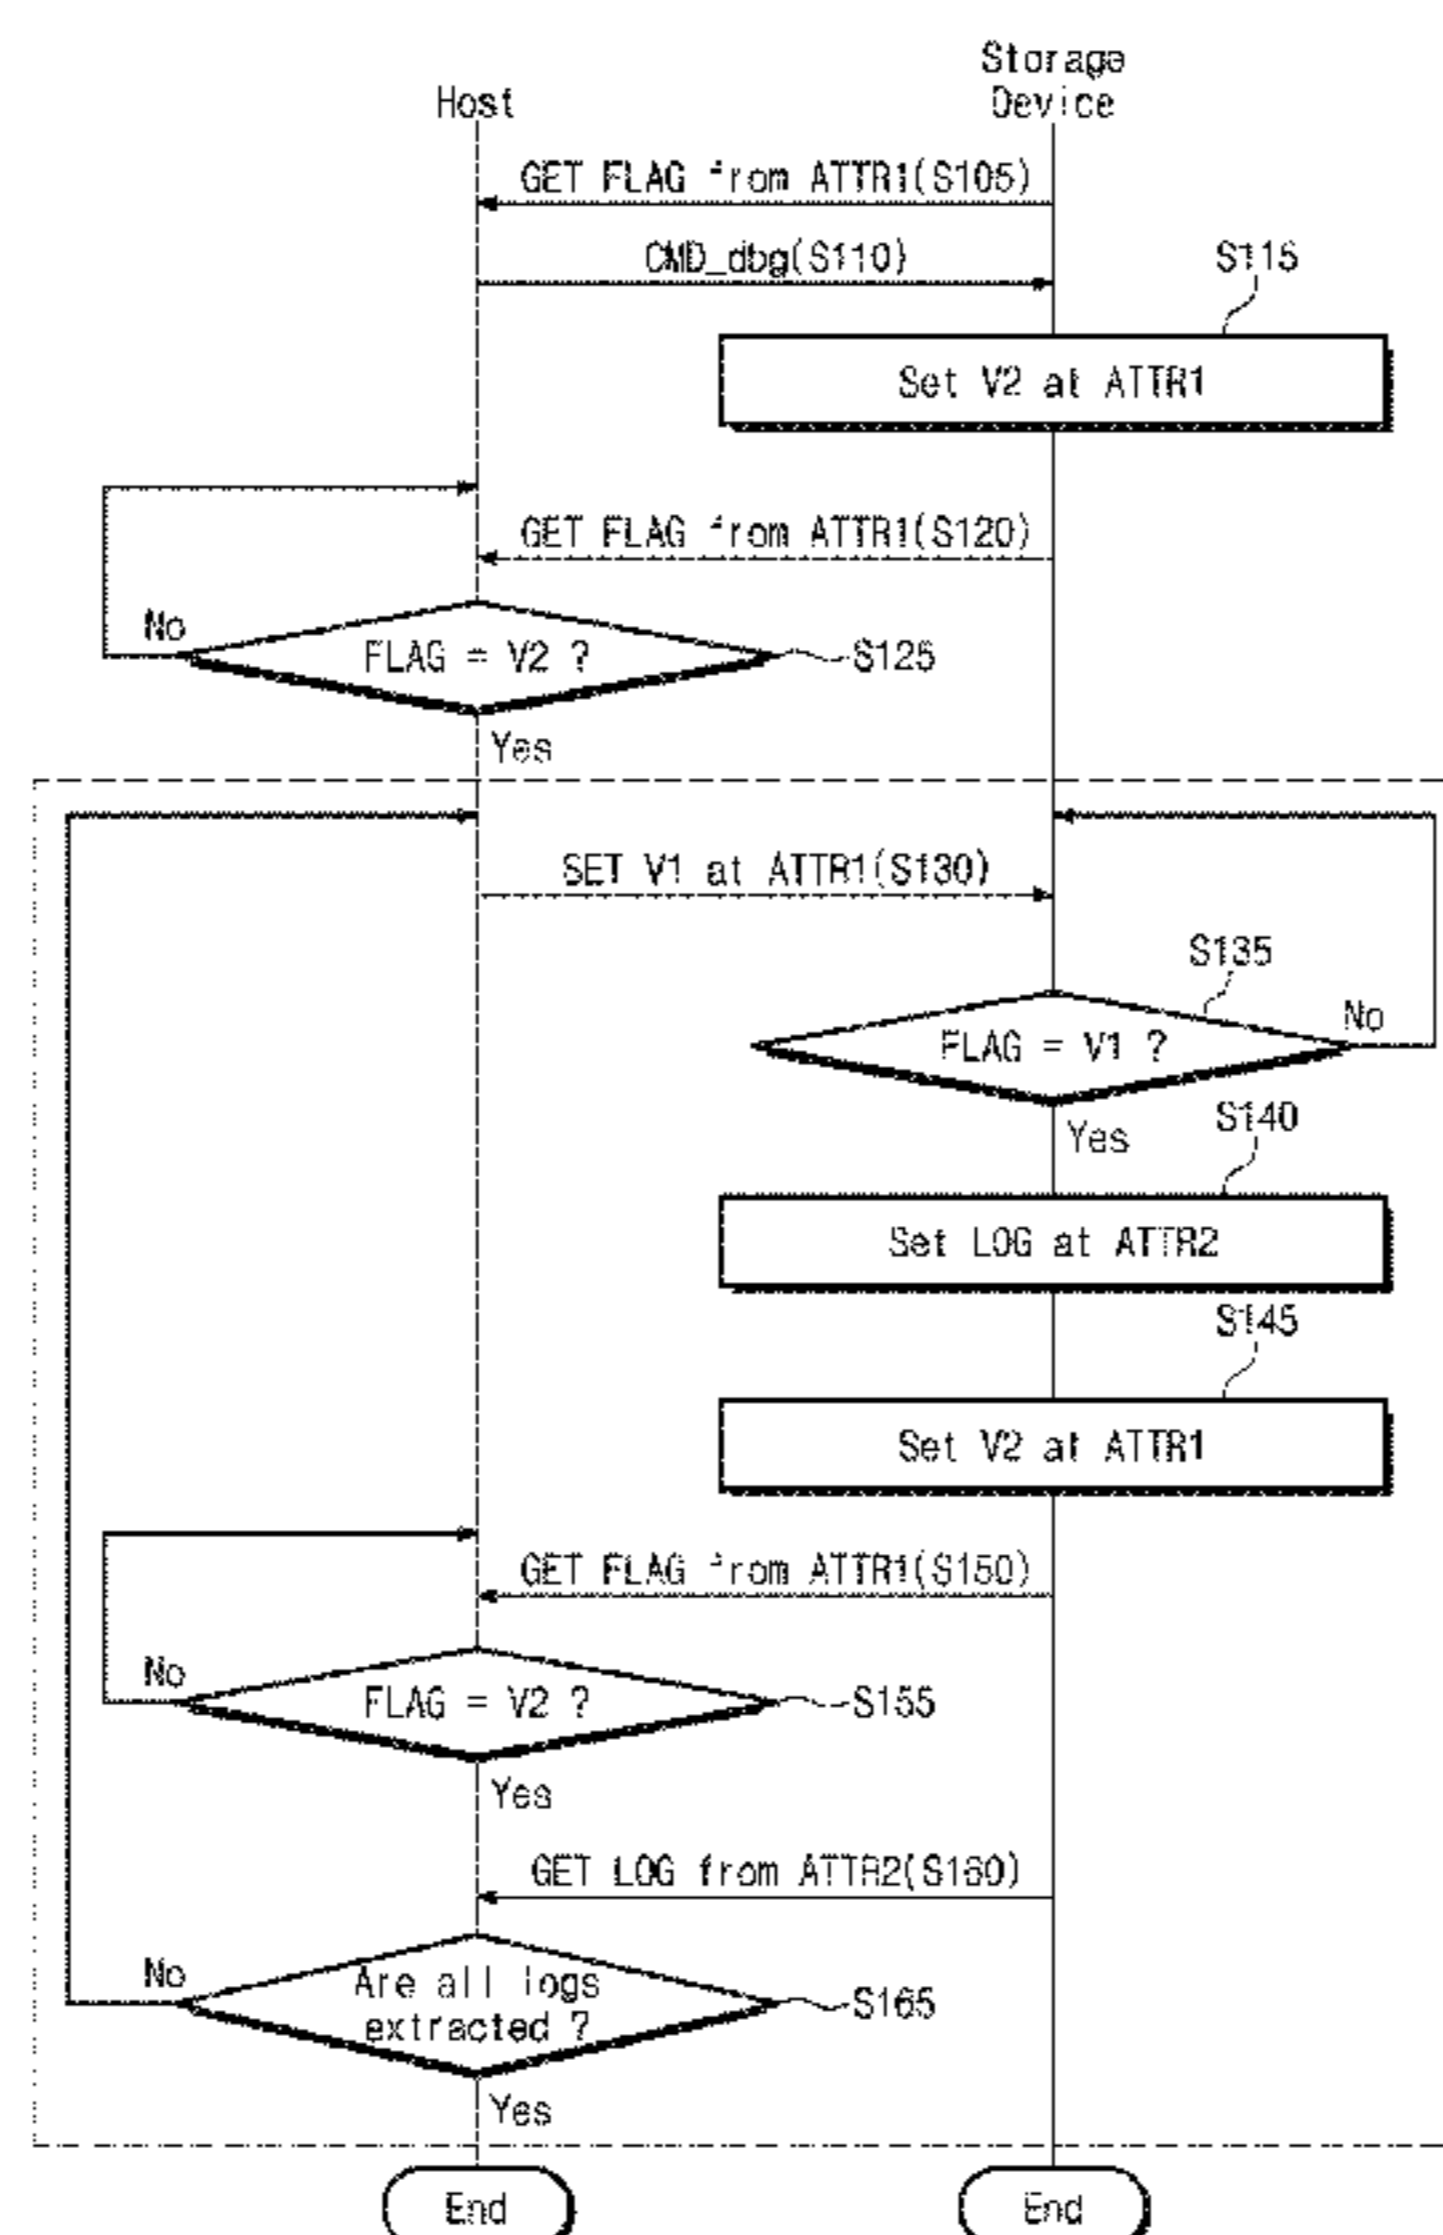 Host
Storage
Device
GET FLAG from ATTR1(S105)
CMD_dbg(S110)
S115
Set V2 at ATTR1
GET FLAG from ATTR1(S120)
No
FLAG = V2 ?
S125
Yes
SET V1 at ATTR1(S130)
S135
FLAG = V1 ?
No
Yes
S140
Set LOG at ATTR2
S145
Set V2 at ATTR1
GET FLAG from ATTR1(S150)
No
FLAG = V2 ?
S155
Yes
GET LOG from ATTR2(S160)
No
Are all logs
extracted ?
S165
Yes
End
End